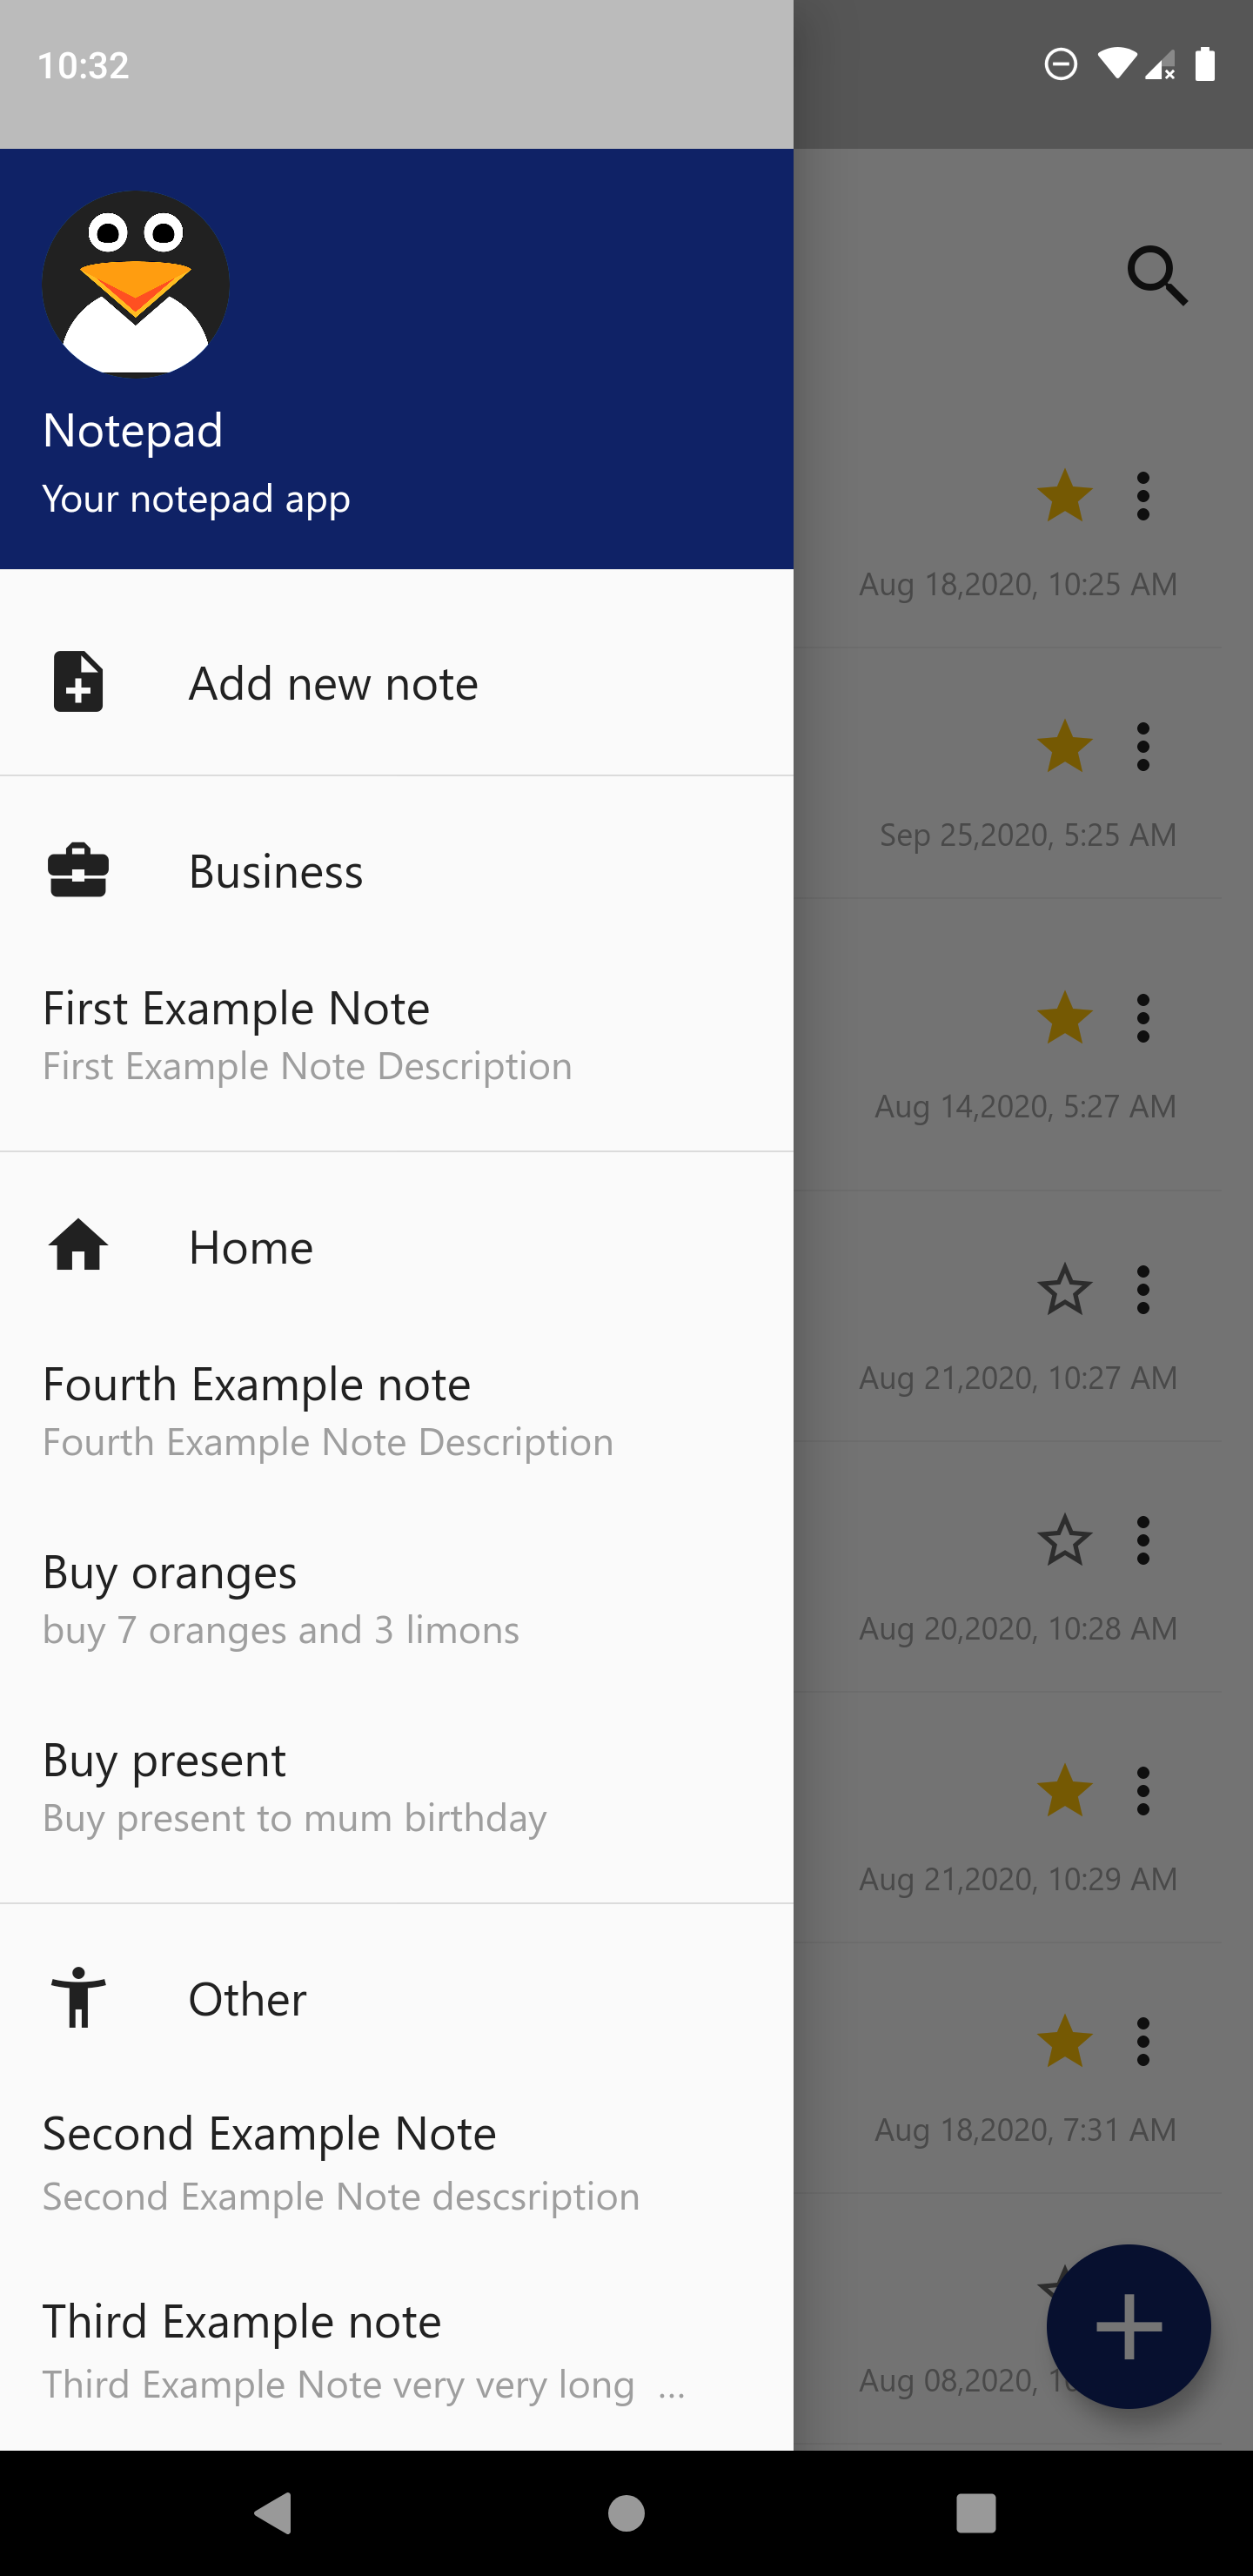 10:32
Notepad
Your notepad app
Add new note
Business
First Example Note
First Example Note Description
Home
Fourth Example note
Fourth Example Note Description
Buy oranges
buy 7 oranges and 3 limons
Buy present
Buy present to mum birthday
Other
Second Example Note
Second Example Note descsription
Third Example note
Third Example Note very very long ...
Aug 18,2020, 10:25 AM
Sep 25,2020, 5:25 AM
Aug 14,2020, 5:27 AM
Aug 21,2020, 10:27 AM
Aug 20,2020, 10:28 AM
Aug 21,2020, 10:29 AM
Aug 18,2020, 7:31 AM
Aug 08,2020,